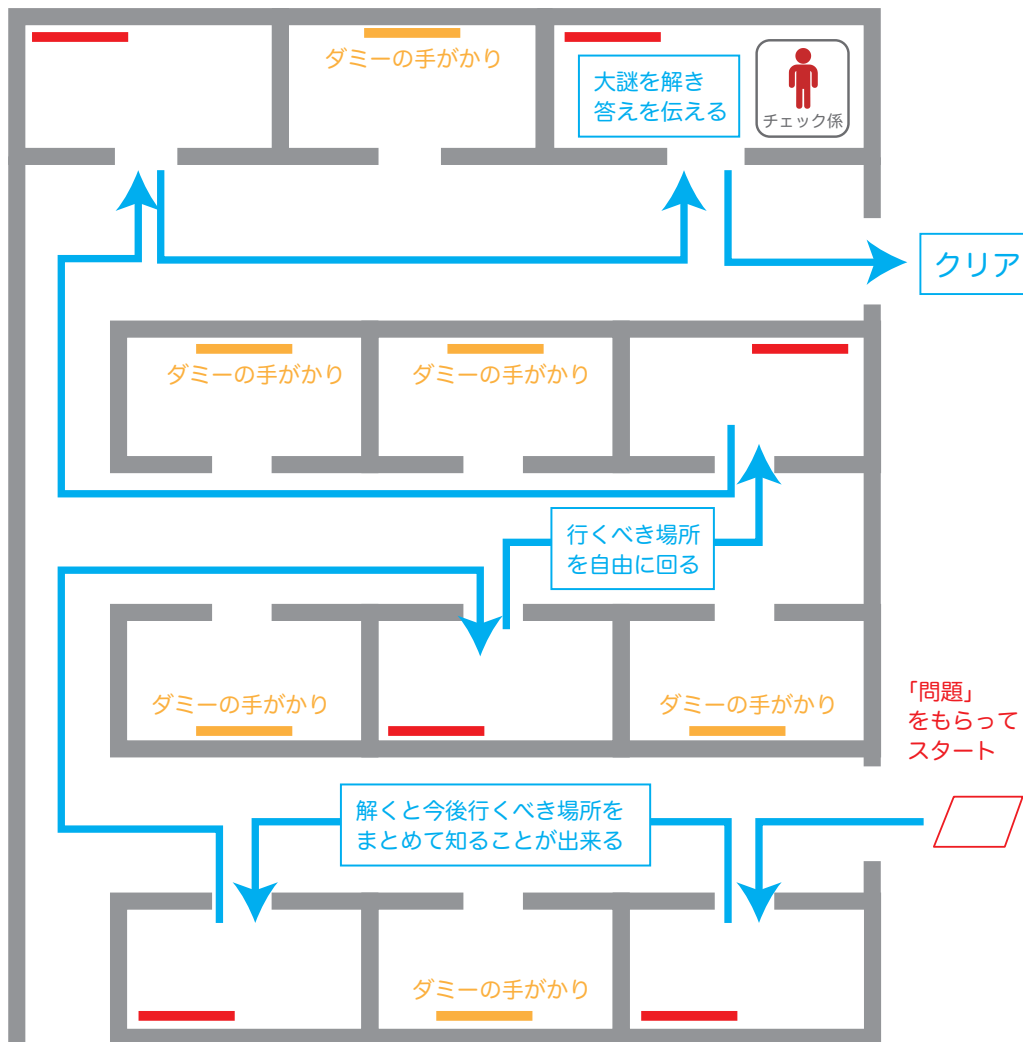 ダミーの手がかり
大謎を解き
答えを伝える
チェック係
クリア
ダミーの手がかり
ダミーの手がかり
行くべき場所
を自由に回る
ダミーの手がかり
ダミーの手がかり
「問題」
をもらって
スタート
解くと今後行くべき場所を
まとめて知ることが出来る
ダミーの手がかり